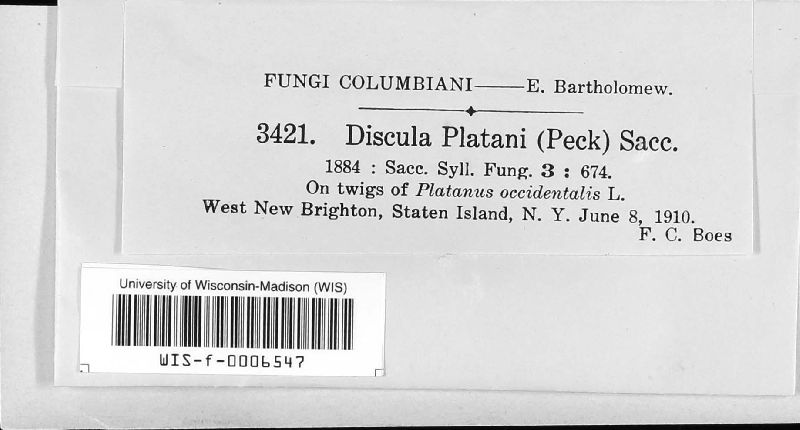 FUNGI COLUMBIANI——E. Bartholomew.
3421. Discula Platani (Peck) Sacc.
1884 : Sacc. Syll. Fung. 3 : 674.
On twigs of Platanus occidentalis L.
West New Brighton, Staten Island, N. Y. June 8, 1910.
F. C. Boes
University of Wisconsin-Madison (WIS)
WIS-f-0006547